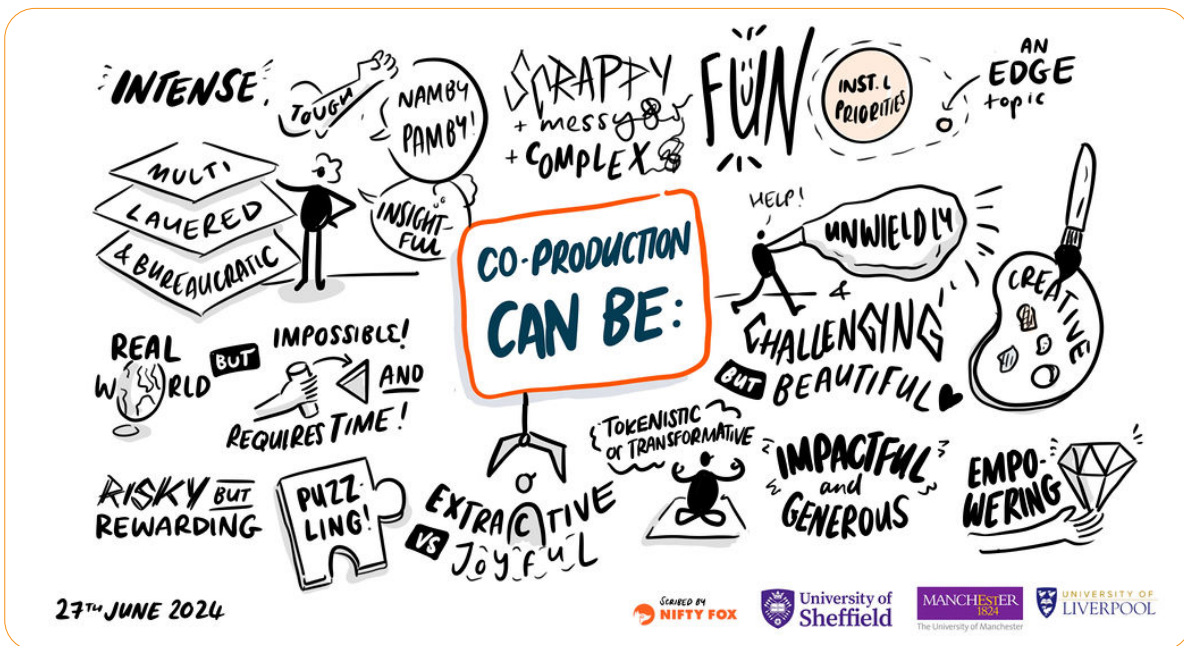 INTENSE
TOUGH
NAMBY
PAMBY!
INSIGHT-
FUL
MULTI
LAYERED
& BUREAUCRATIC
SCRAPPY
+ messy
+ COMPLEX
FUN
INST.L
PRIORITIES
AN
EDGE
topic
CO-PRODUCTION
CAN BE:
HELP!
UNWIELDLY
&
CHALLENGING
BUT BEAUTIFUL
CREATIVE
REAL
WORLD
BUT
IMPOSSIBLE!
AND
REQUIRES TIME!
RISKY BUT
REWARDING
PUZZ-
LING!
EXTRACTIVE
VS
JOYFUL
TOKENISTIC
OR TRANSFORMATIVE
IMPACTFUL
and
GENEROUS
EMPO-
WERING
27TH JUNE 2024
SCRIBED BY
NIFTY FOX
University of
Sheffield
MANCHESTER
1824
The University of Manchester
UNIVERSITY OF
LIVERPOOL